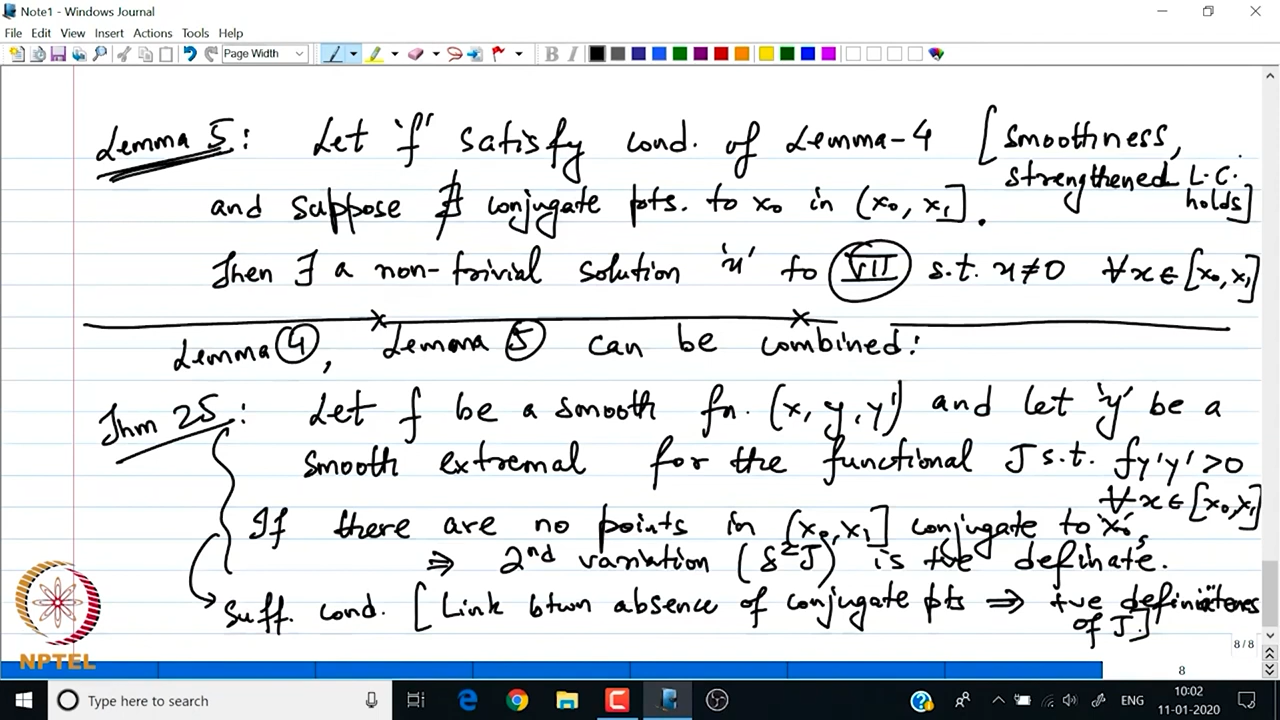 Note1 - Windows Journal
File Edit View Insert Actions Tools Help
Page Width
B I
Lemma 5: Let 'f' satisfy cond. of Lemma-4 [smoothness,
strengthened L.C. holds]
and suppose ∄ conjugate pts. to x₀ in (x₀, x₁].
Then ∃ a non-trivial solution 'u' to VII s.t. u≠0 ∀x∈[x₀, x₁]
Lemma 4, Lemma 5 can be combined:
Thm 25: Let f be a smooth fn. (x, y, y') and let 'y' be a
smooth extremal for the functional J s.t. fy'y' >0
∀x∈[x₀,x₁]
If there are no points in (x₀,x₁] conjugate to 'x₀',
⇒ 2nd variation (δ²J) is +ve definate.
Suff. cond. [Link btwn absence of conjugate pts ⇒ +ve
of J.]
NPTEL
8/8
8
Type here to search
ENG
10:02
11-01-2020